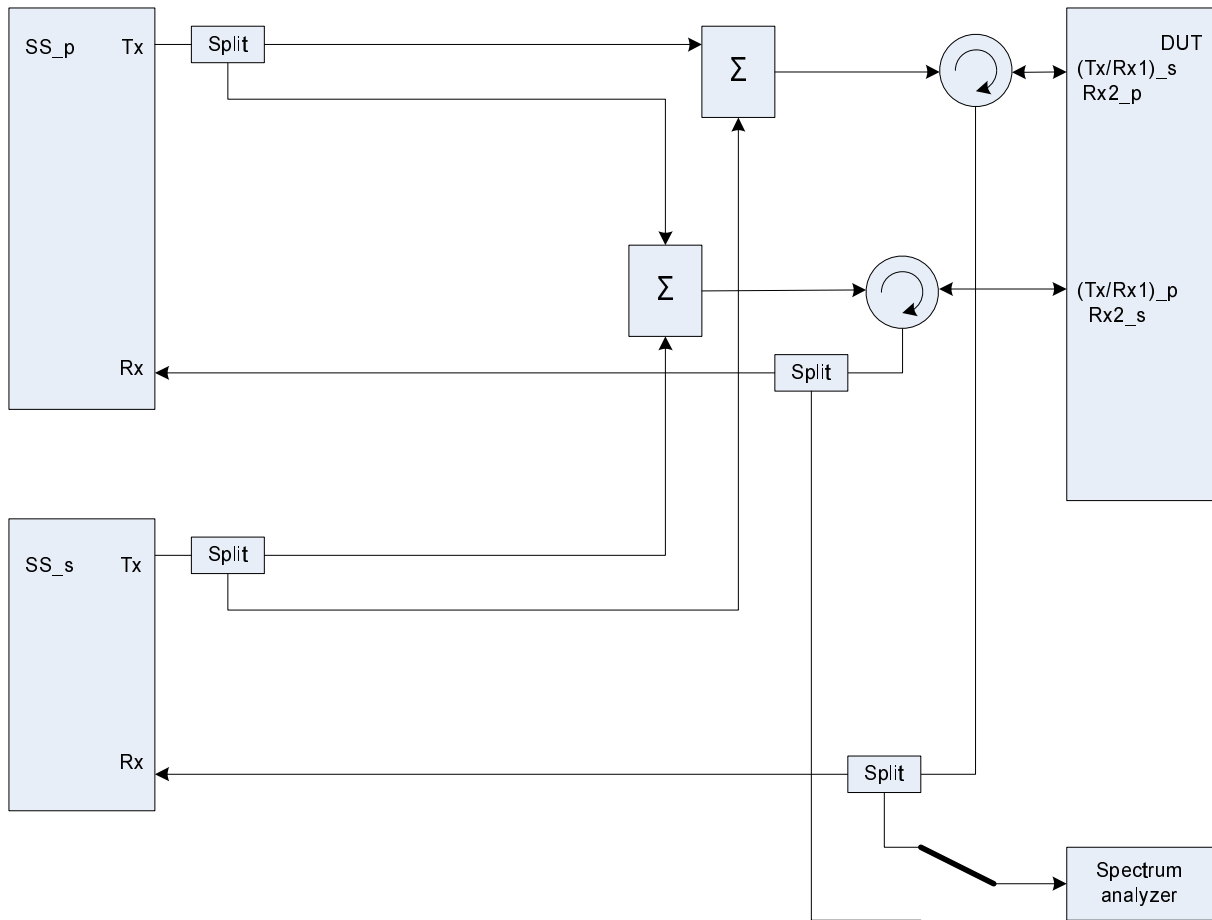 SS_p
Tx
Split
Σ
DUT
(Tx/Rx1)_s
Rx2_p
Σ
(Tx/Rx1)_p
Rx2_s
Rx
Split
SS_s
Tx
Split
Rx
Split
Spectrum
analyzer